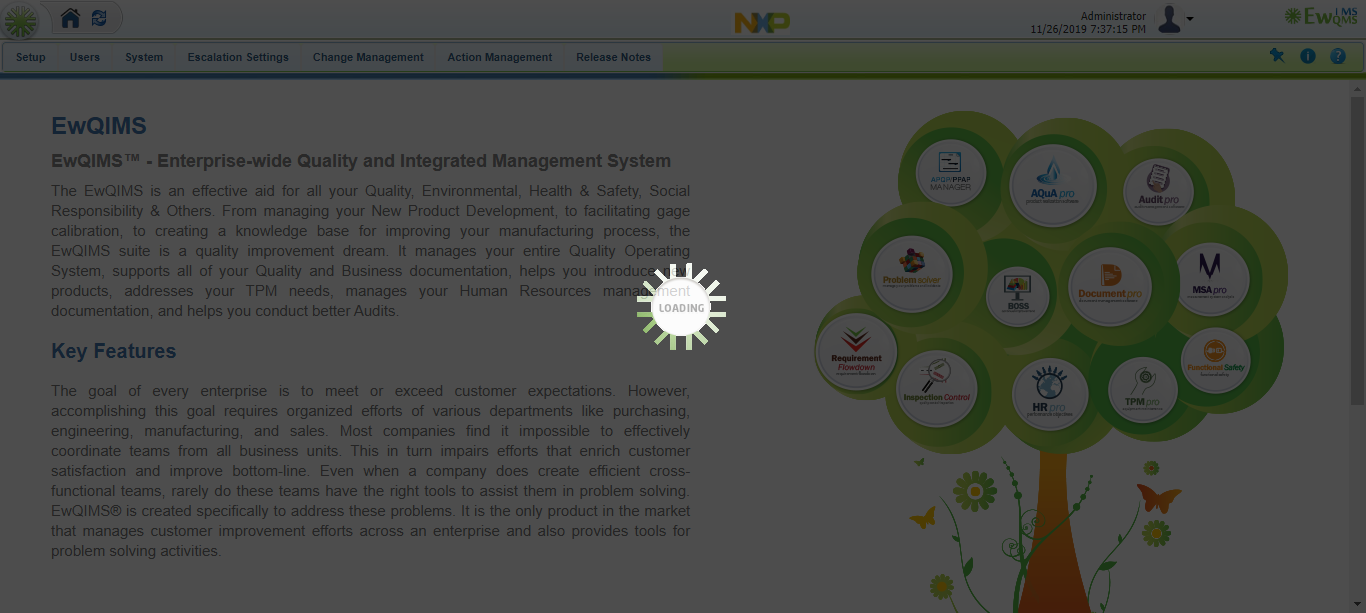 NXP
Administrator
11/26/2019 7:37:15 PM
EwIMS
QMS
Setup Users System Escalation Settings Change Management Action Management Release Notes
EwQIMS
EwQIMS™ - Enterprise-wide Quality and Integrated Management System
The EwQIMS is an effective aid for all your Quality, Environmental, Health & Safety, Social
Responsibility & Others. From managing your New Product Development, to facilitating gage
calibration, to creating a knowledge base for improving your manufacturing process, the
EwQIMS suite is a quality improvement dream. It manages your entire Quality Operating
System, supports all of your Quality and Business documentation, helps you introduce new
products, addresses your TPM needs, manages your Human Resources management
documentation, and helps you conduct better Audits.
LOADING
Key Features
The goal of every enterprise is to meet or exceed customer expectations. However,
accomplishing this goal requires organized efforts of various departments like purchasing,
engineering, manufacturing, and sales. Most companies find it impossible to effectively
coordinate teams from all business units. This in turn impairs efforts that enrich customer
satisfaction and improve bottom-line. Even when a company does create efficient cross-
functional teams, rarely do these teams have the right tools to assist them in problem solving.
EwQIMS® is created specifically to address these problems. It is the only product in the market
that manages customer improvement efforts across an enterprise and also provides tools for
problem solving activities.
APQP/PPAP
MANAGER
AQuA pro
Audit pro
Problem solver
BOSS
Document pro
MSA pro
Requirement
Flowdown
Inspection Control
HR pro
TPM pro
Functional Safety